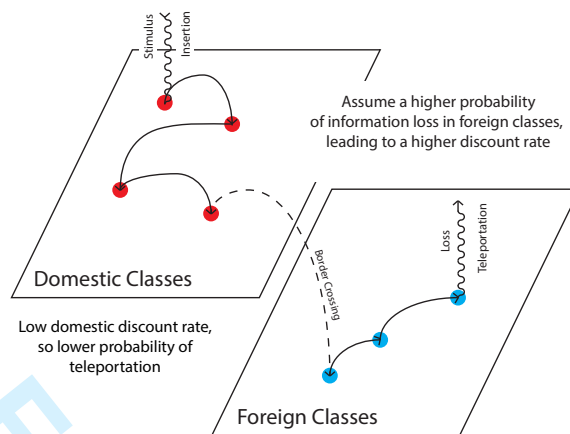 Stimulus
Insertion
Assume a higher probability
of information loss in foreign classes,
leading to a higher discount rate
Loss
Teleportation
Border Crossing
Domestic Classes
Low domestic discount rate,
so lower probability of
teleportation
Foreign Classes